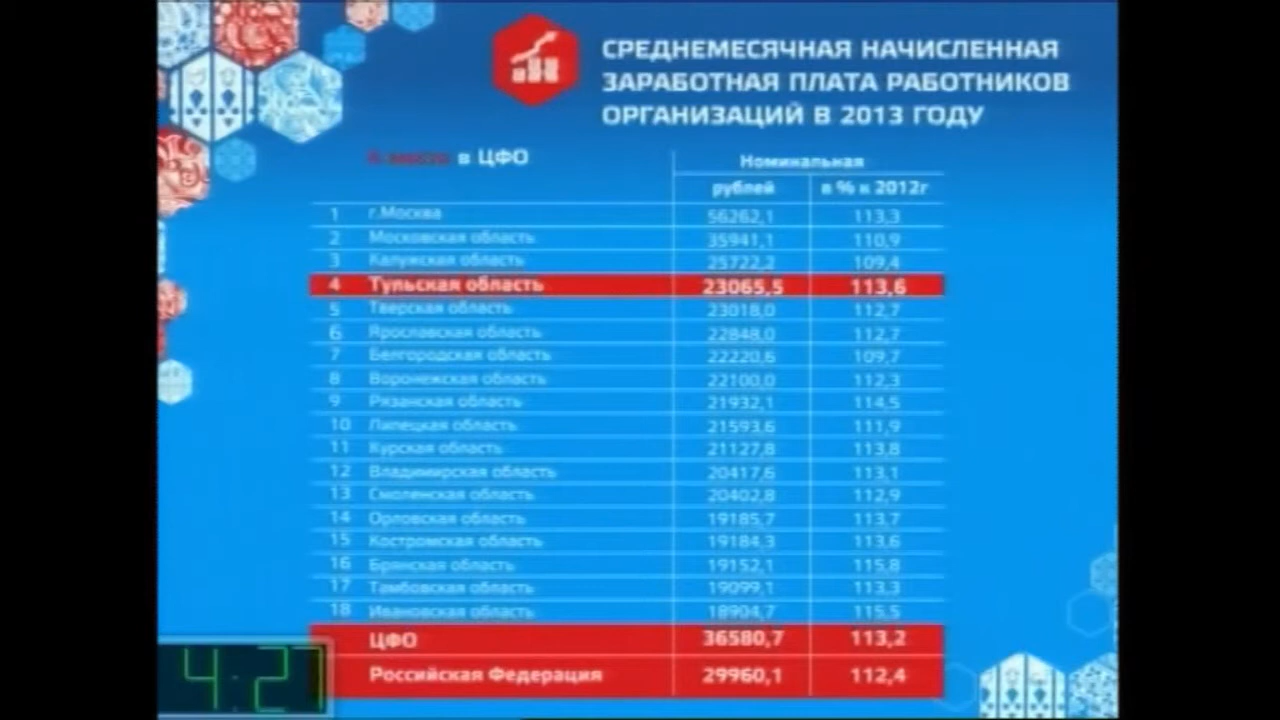 СРЕДНЕМЕСЯЧНАЯ НАЧИСЛЕННАЯ
ЗАРАБОТНАЯ ПЛАТА РАБОТНИКОВ
ОРГАНИЗАЦИЙ В 2013 ГОДУ
место в ЦФО
Номинальная
рублей в % к 2012г
1 г.Москва 56262,1 113,3
2 Московская область 35941,1 110,9
3 Калужская область 25722,2 109,4
4 Тульская область 23065,5 113,6
5 Тверская область 23018,0 112,7
6 Ярославская область 22848,0 112,7
7 Белгородская область 22220,6 109,7
8 Воронежская область 22100,0 112,3
9 Рязанская область 21932,1 114,5
10 Липецкая область 21593,6 111,9
11 Курская область 21127,8 113,8
12 Владимирская область 20417,6 113,1
13 Смоленская область 20402,8 112,9
14 Орловская область 19185,7 113,7
15 Костромская область 19184,3 113,6
16 Брянская область 19152,1 115,8
17 Тамбовская область 19099,1 113,3
18 Ивановская область 18904,7 115,5
ЦФО 36580,7 113,2
Российская Федерация 29960,1 112,4
4:27